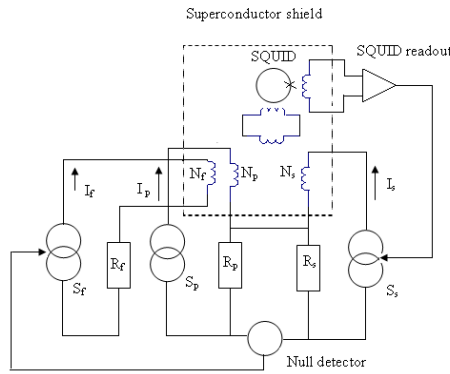 Superconductor shield
SQUID
SQUID readout
Nf
Np
Ns
If
Ip
Is
Rf
Rp
Rs
Sf
Sp
Ss
Null detector